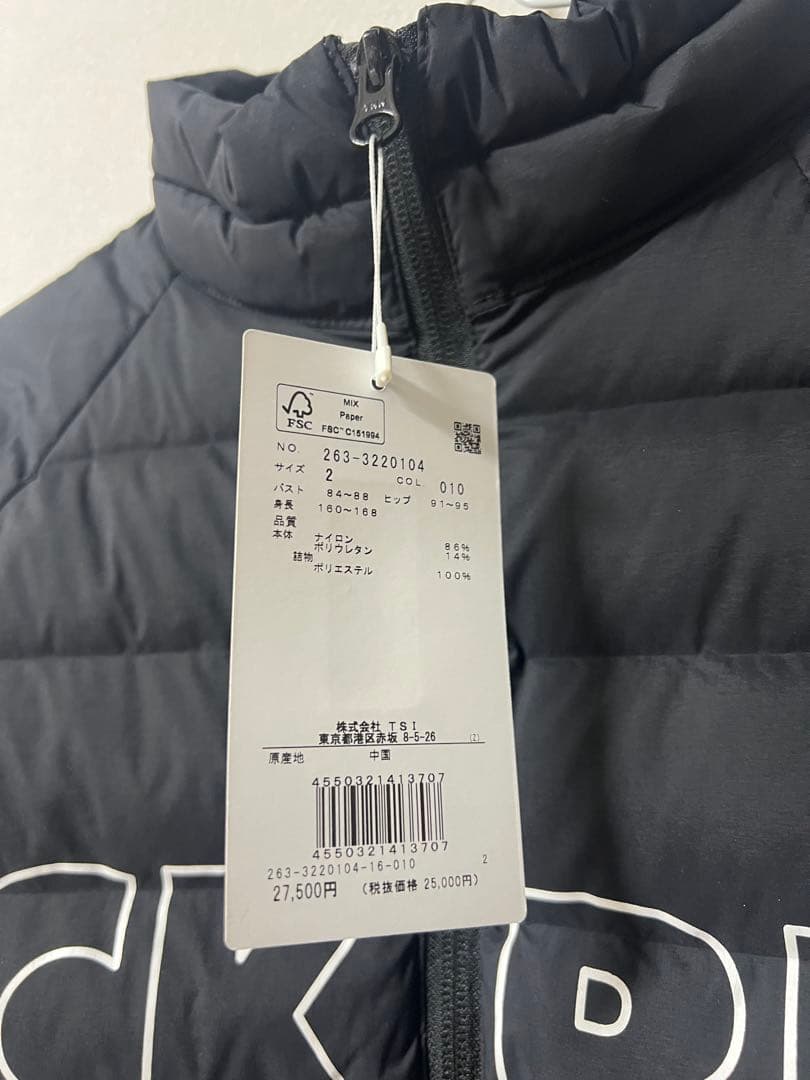 MIX
Paper
FSC
FSC™ C151994
NO. 263-3220104
サイズ 2 COL. 010
バスト 84~88 ヒップ 91~95
身長 160~168
品質
本体 ナイロン 86%
ポリウレタン 14%
詰物
ポリエステル 100%
株式会社 TSI
東京都港区赤坂 8-5-26 (2)
原産地 中国
4550321413707
4550321413707
263-3220104-16-010 2
27,500円 (税抜価格 25,000円)